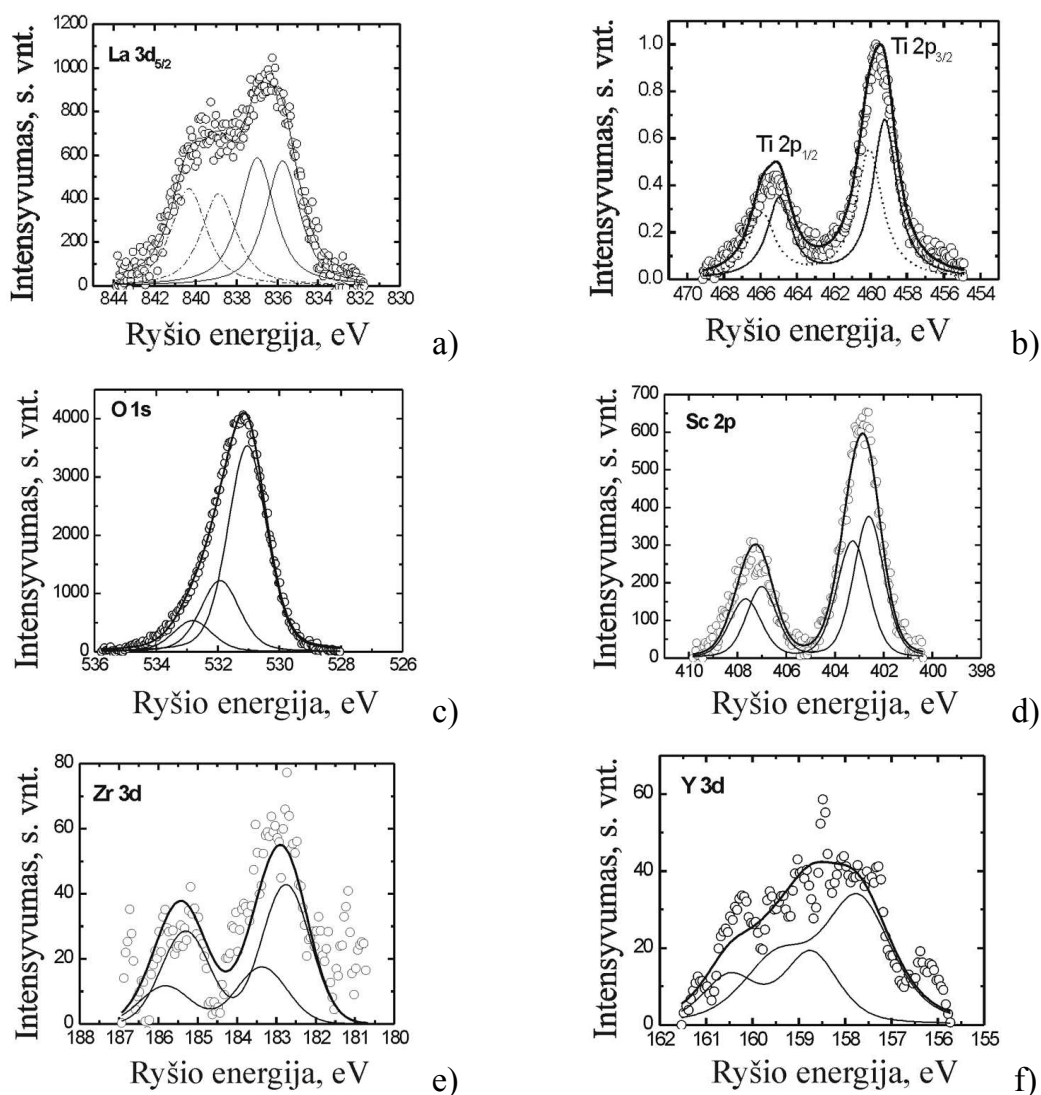 La 3d5/2
Intensyvumas, s. vnt.
1200
1000
800
600
400
200
0
844 842 840 838 836 834 832 830
Ryšio energija, eV
a)
Ti 2p3/2
Ti 2p1/2
Intensyvumas, s. vnt.
1.0
0.8
0.6
0.4
0.2
0.0
470 468 466 464 462 460 458 456 454
Ryšio energija, eV
b)
O 1s
Intensyvumas, s. vnt.
4000
3000
2000
1000
0
536 534 532 530 528 526
Ryšio energija, eV
c)
Sc 2p
Intensyvumas, s. vnt.
700
600
500
400
300
200
100
0
410 408 406 404 402 400 398
Ryšio energija, eV
d)
Zr 3d
Intensyvumas, s. vnt.
80
60
40
20
0
188 187 185 184 183 181 180
Ryšio energija, eV
e)
Y 3d
Intensyvumas, s. vnt.
60
40
20
0
162 161 160 159 158 157 156 155
Ryšio energija, eV
f)